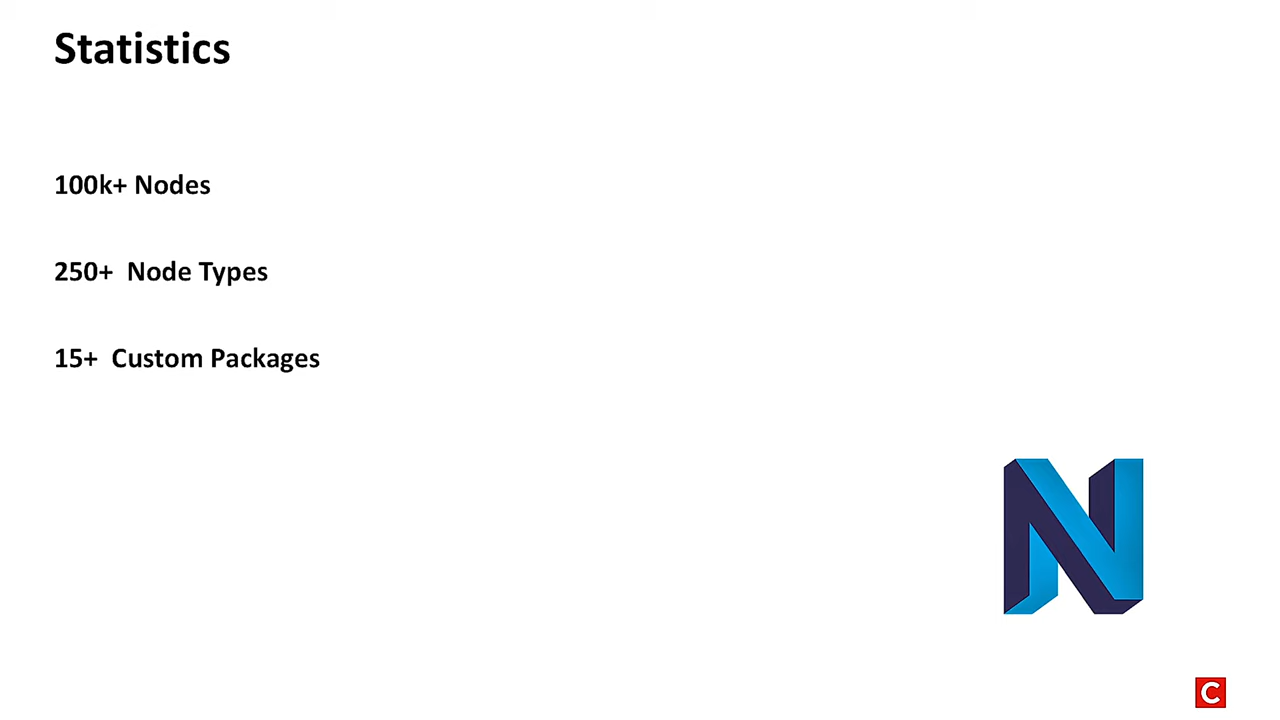 Statistics
100k+ Nodes
250+ Node Types
15+ Custom Packages
N
C